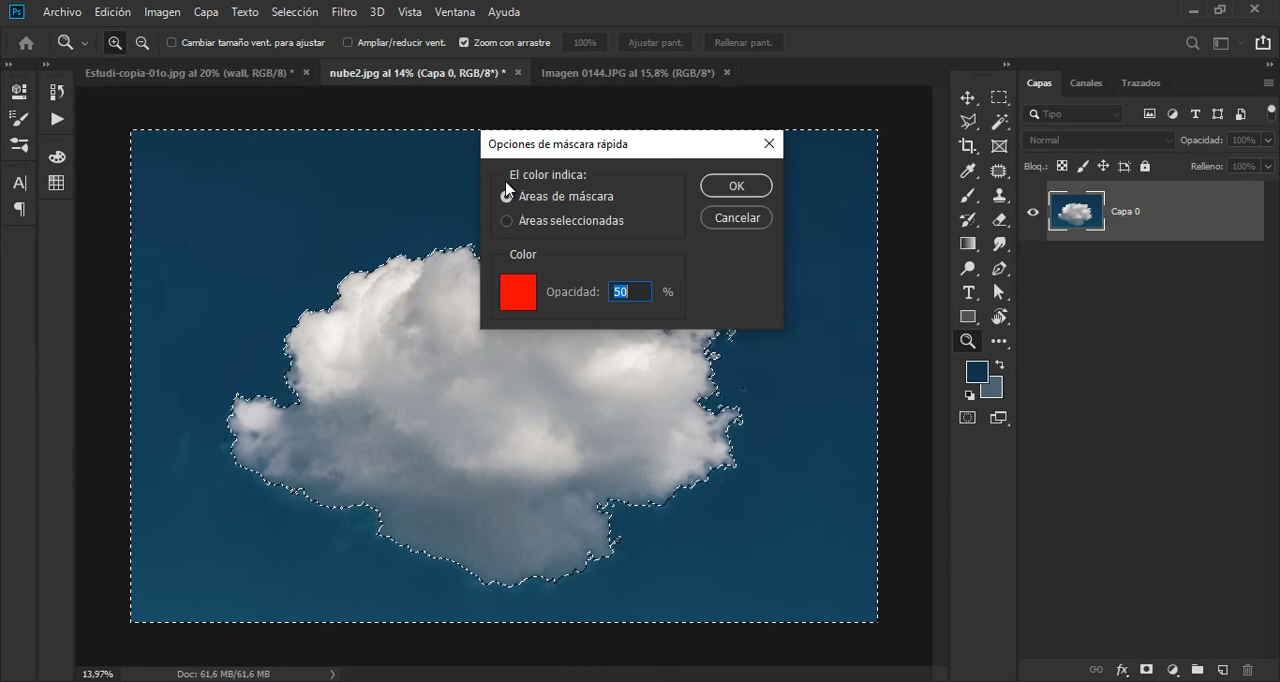 Ps Archivo Edición Imagen Capa Texto Selección Filtro 3D Vista Ventana Ayuda
Cambiar tamaño vent. para ajustar Ampliar/reducir vent. Zoom con arrastre 100% Ajustar pant. Rellenar pant.
Estudi-copia-01o.jpg al 20% (wall, RGB/8) * × nube2.jpg al 14% (Capa 0, RGB/8*) * × Imagen 0144.JPG al 15,8% (RGB/8*) ×
Capas Canales Trazados
Tipo
Normal Opacidad: 100%
Bloq.: Relleno: 100%
Capa 0
Opciones de máscara rápida
El color indica:
Áreas de máscara
Áreas seleccionadas
OK
Cancelar
Color
Opacidad: 50 %
13,97% Doc: 61,6 MB/61,6 MB